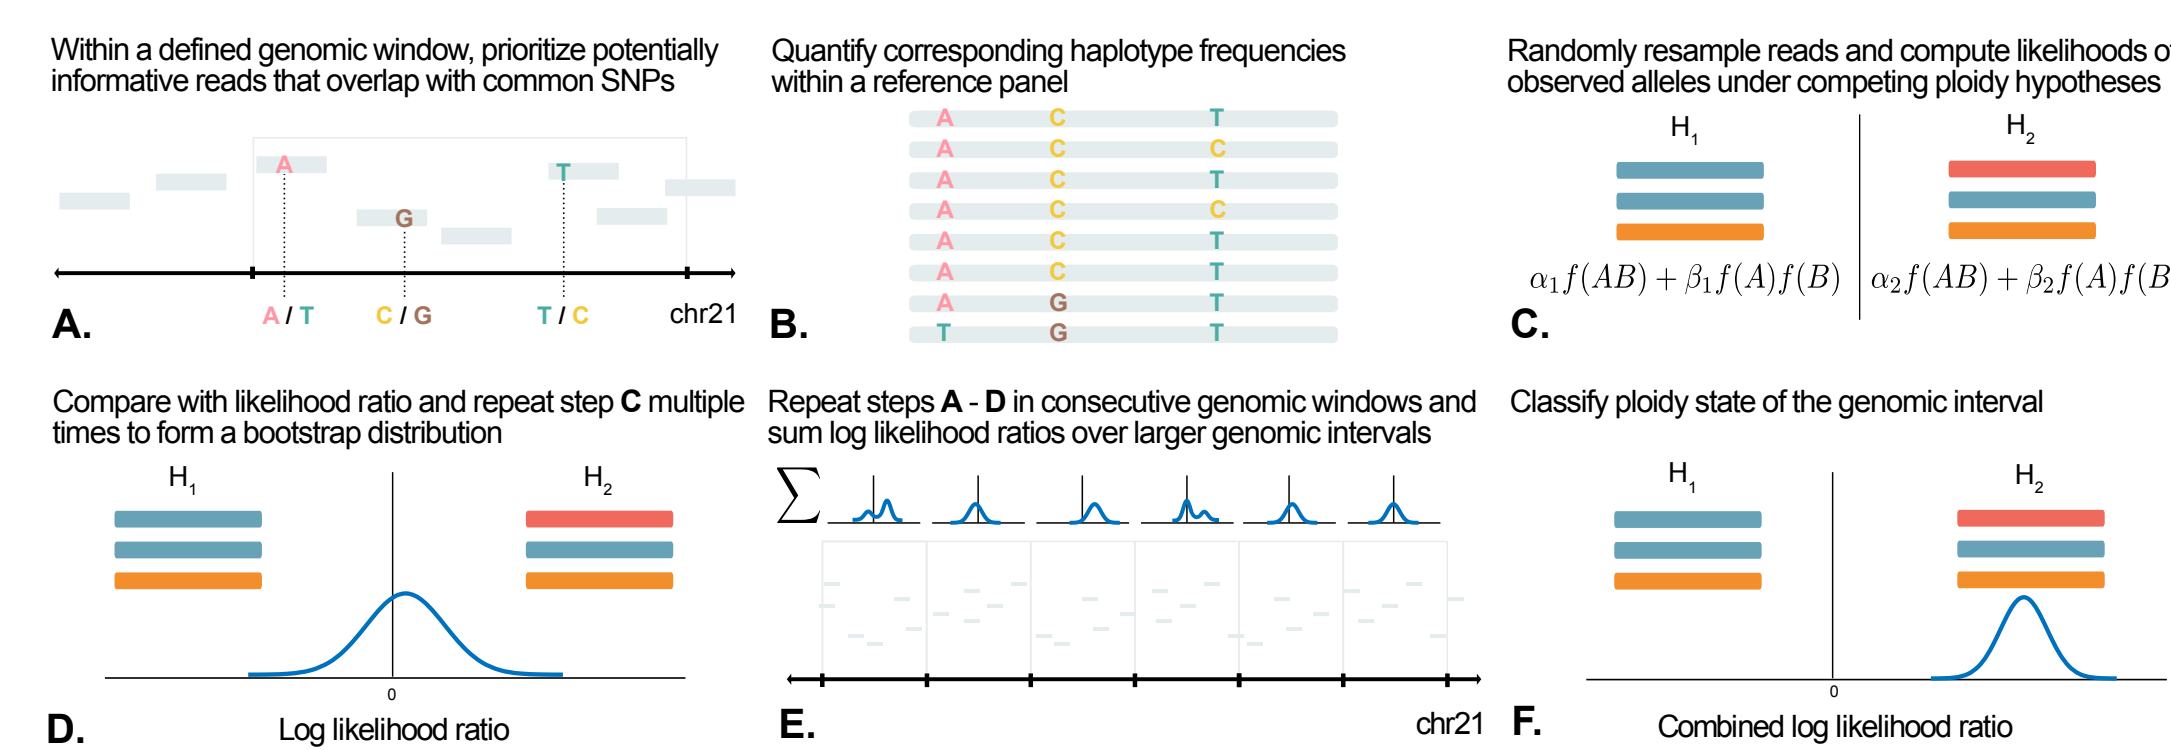 Within a defined genomic window, prioritize potentially
informative reads that overlap with common SNPs
A
T
G
A / T
C / G
T / C
chr21
A.
Quantify corresponding haplotype frequencies
within a reference panel
A C T
A C C
A C T
A C C
A C T
A C T
A G T
T G T
B.
Randomly resample reads and compute likelihoods o
observed alleles under competing ploidy hypotheses
H1
H2
α1f(AB) + β1f(A)f(B)
α2f(AB) + β2f(A)f(B
C.
Compare with likelihood ratio and repeat step C multiple
times to form a bootstrap distribution
H1
H2
0
D.
Log likelihood ratio
Repeat steps A - D in consecutive genomic windows and
sum log likelihood ratios over larger genomic intervals
∑
E.
chr21
Classify ploidy state of the genomic interval
H1
H2
0
F.
Combined log likelihood ratio